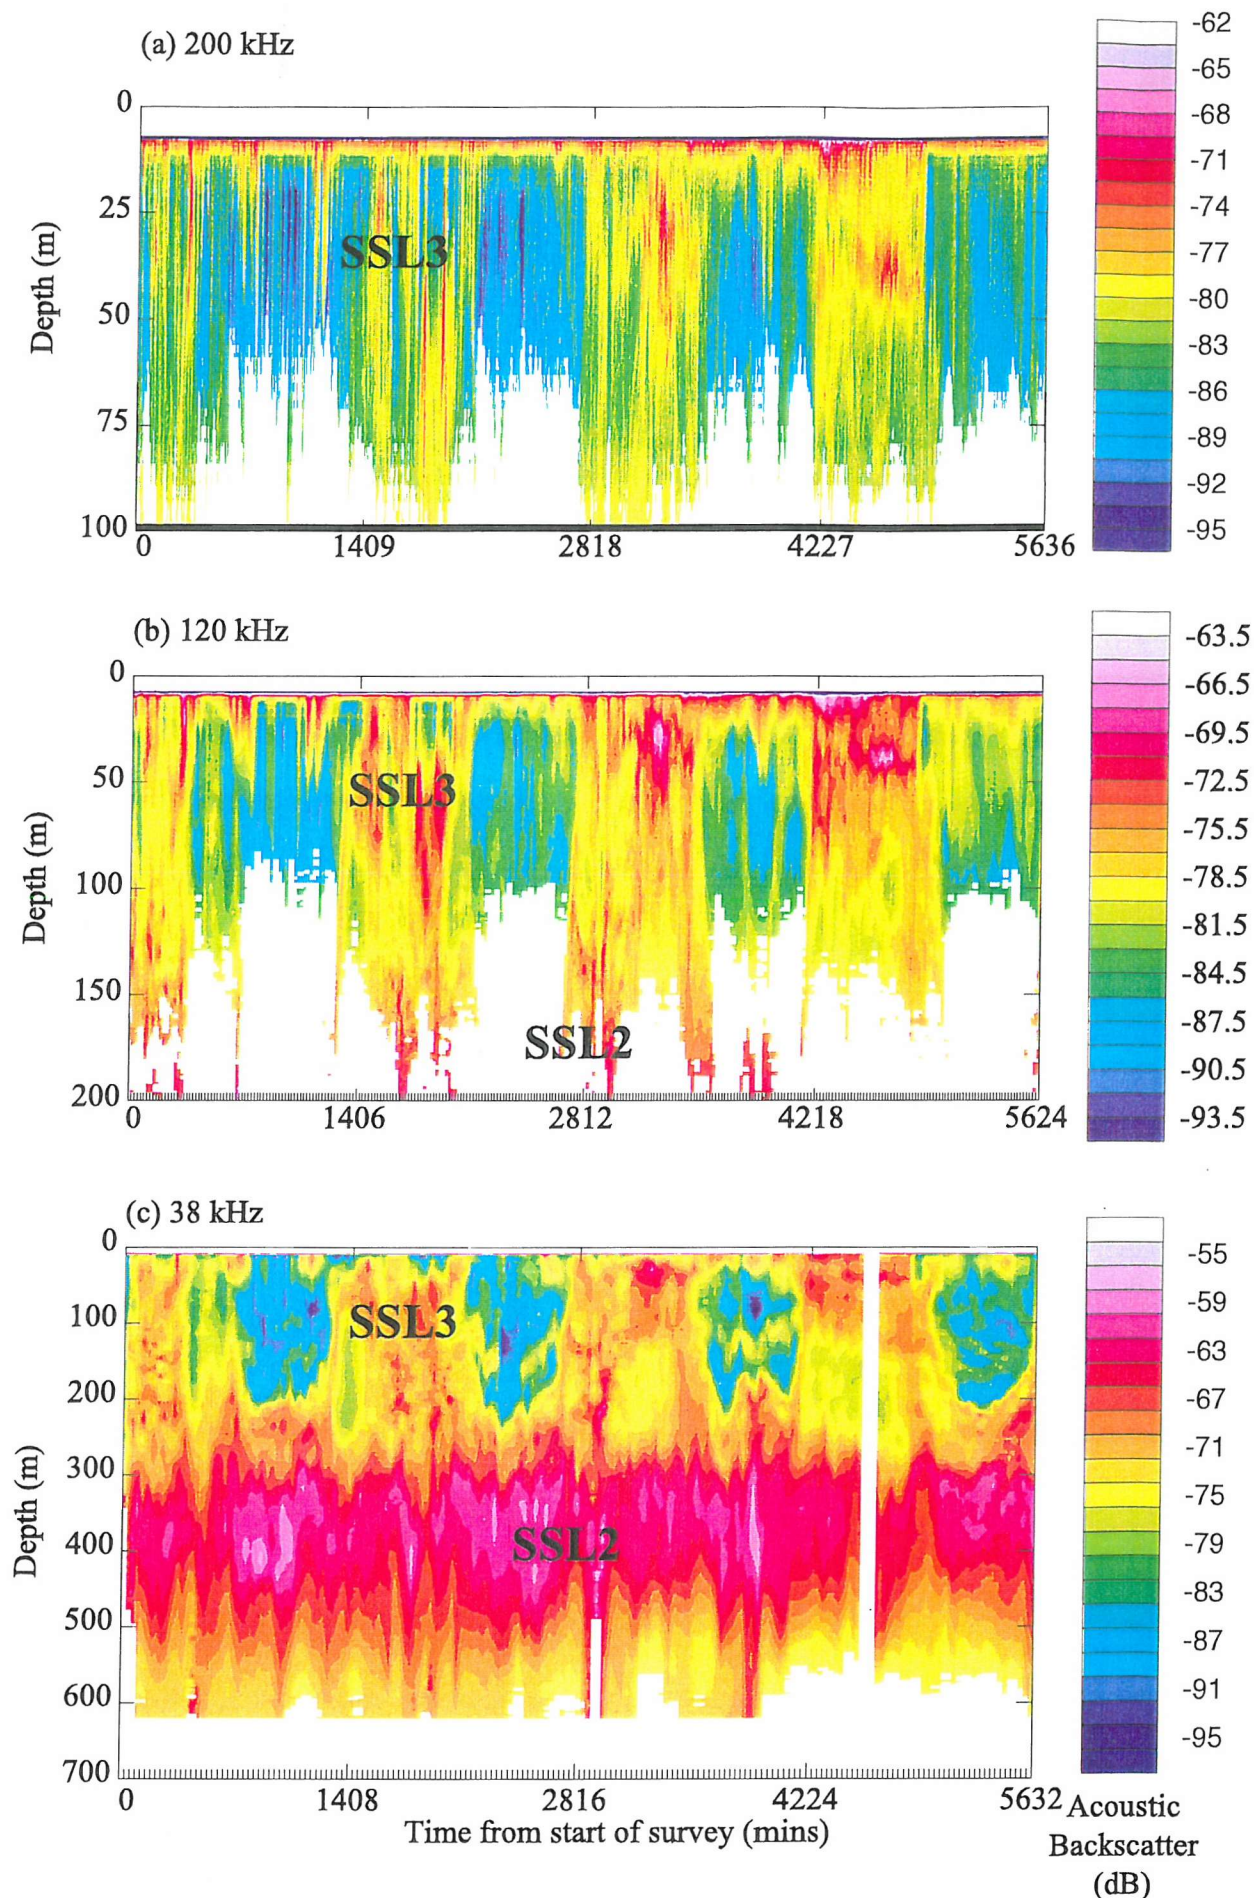 (a) 200 kHz
0
25
50
75
100
Depth (m)
SSL3
0 1409 2818 4227 5636
-62
-65
-68
-71
-74
-77
-80
-83
-86
-89
-92
-95
(b) 120 kHz
0
50
100
150
200
Depth (m)
SSL3
SSL2
0 1406 2812 4218 5624
-63.5
-66.5
-69.5
-72.5
-75.5
-78.5
-81.5
-84.5
-87.5
-90.5
-93.5
(c) 38 kHz
0
100
200
300
400
500
600
700
Depth (m)
SSL3
SSL2
0 1408 2816 4224 5632
Time from start of survey (mins)
-55
-59
-63
-67
-71
-75
-79
-83
-87
-91
-95
Acoustic
Backscatter
(dB)